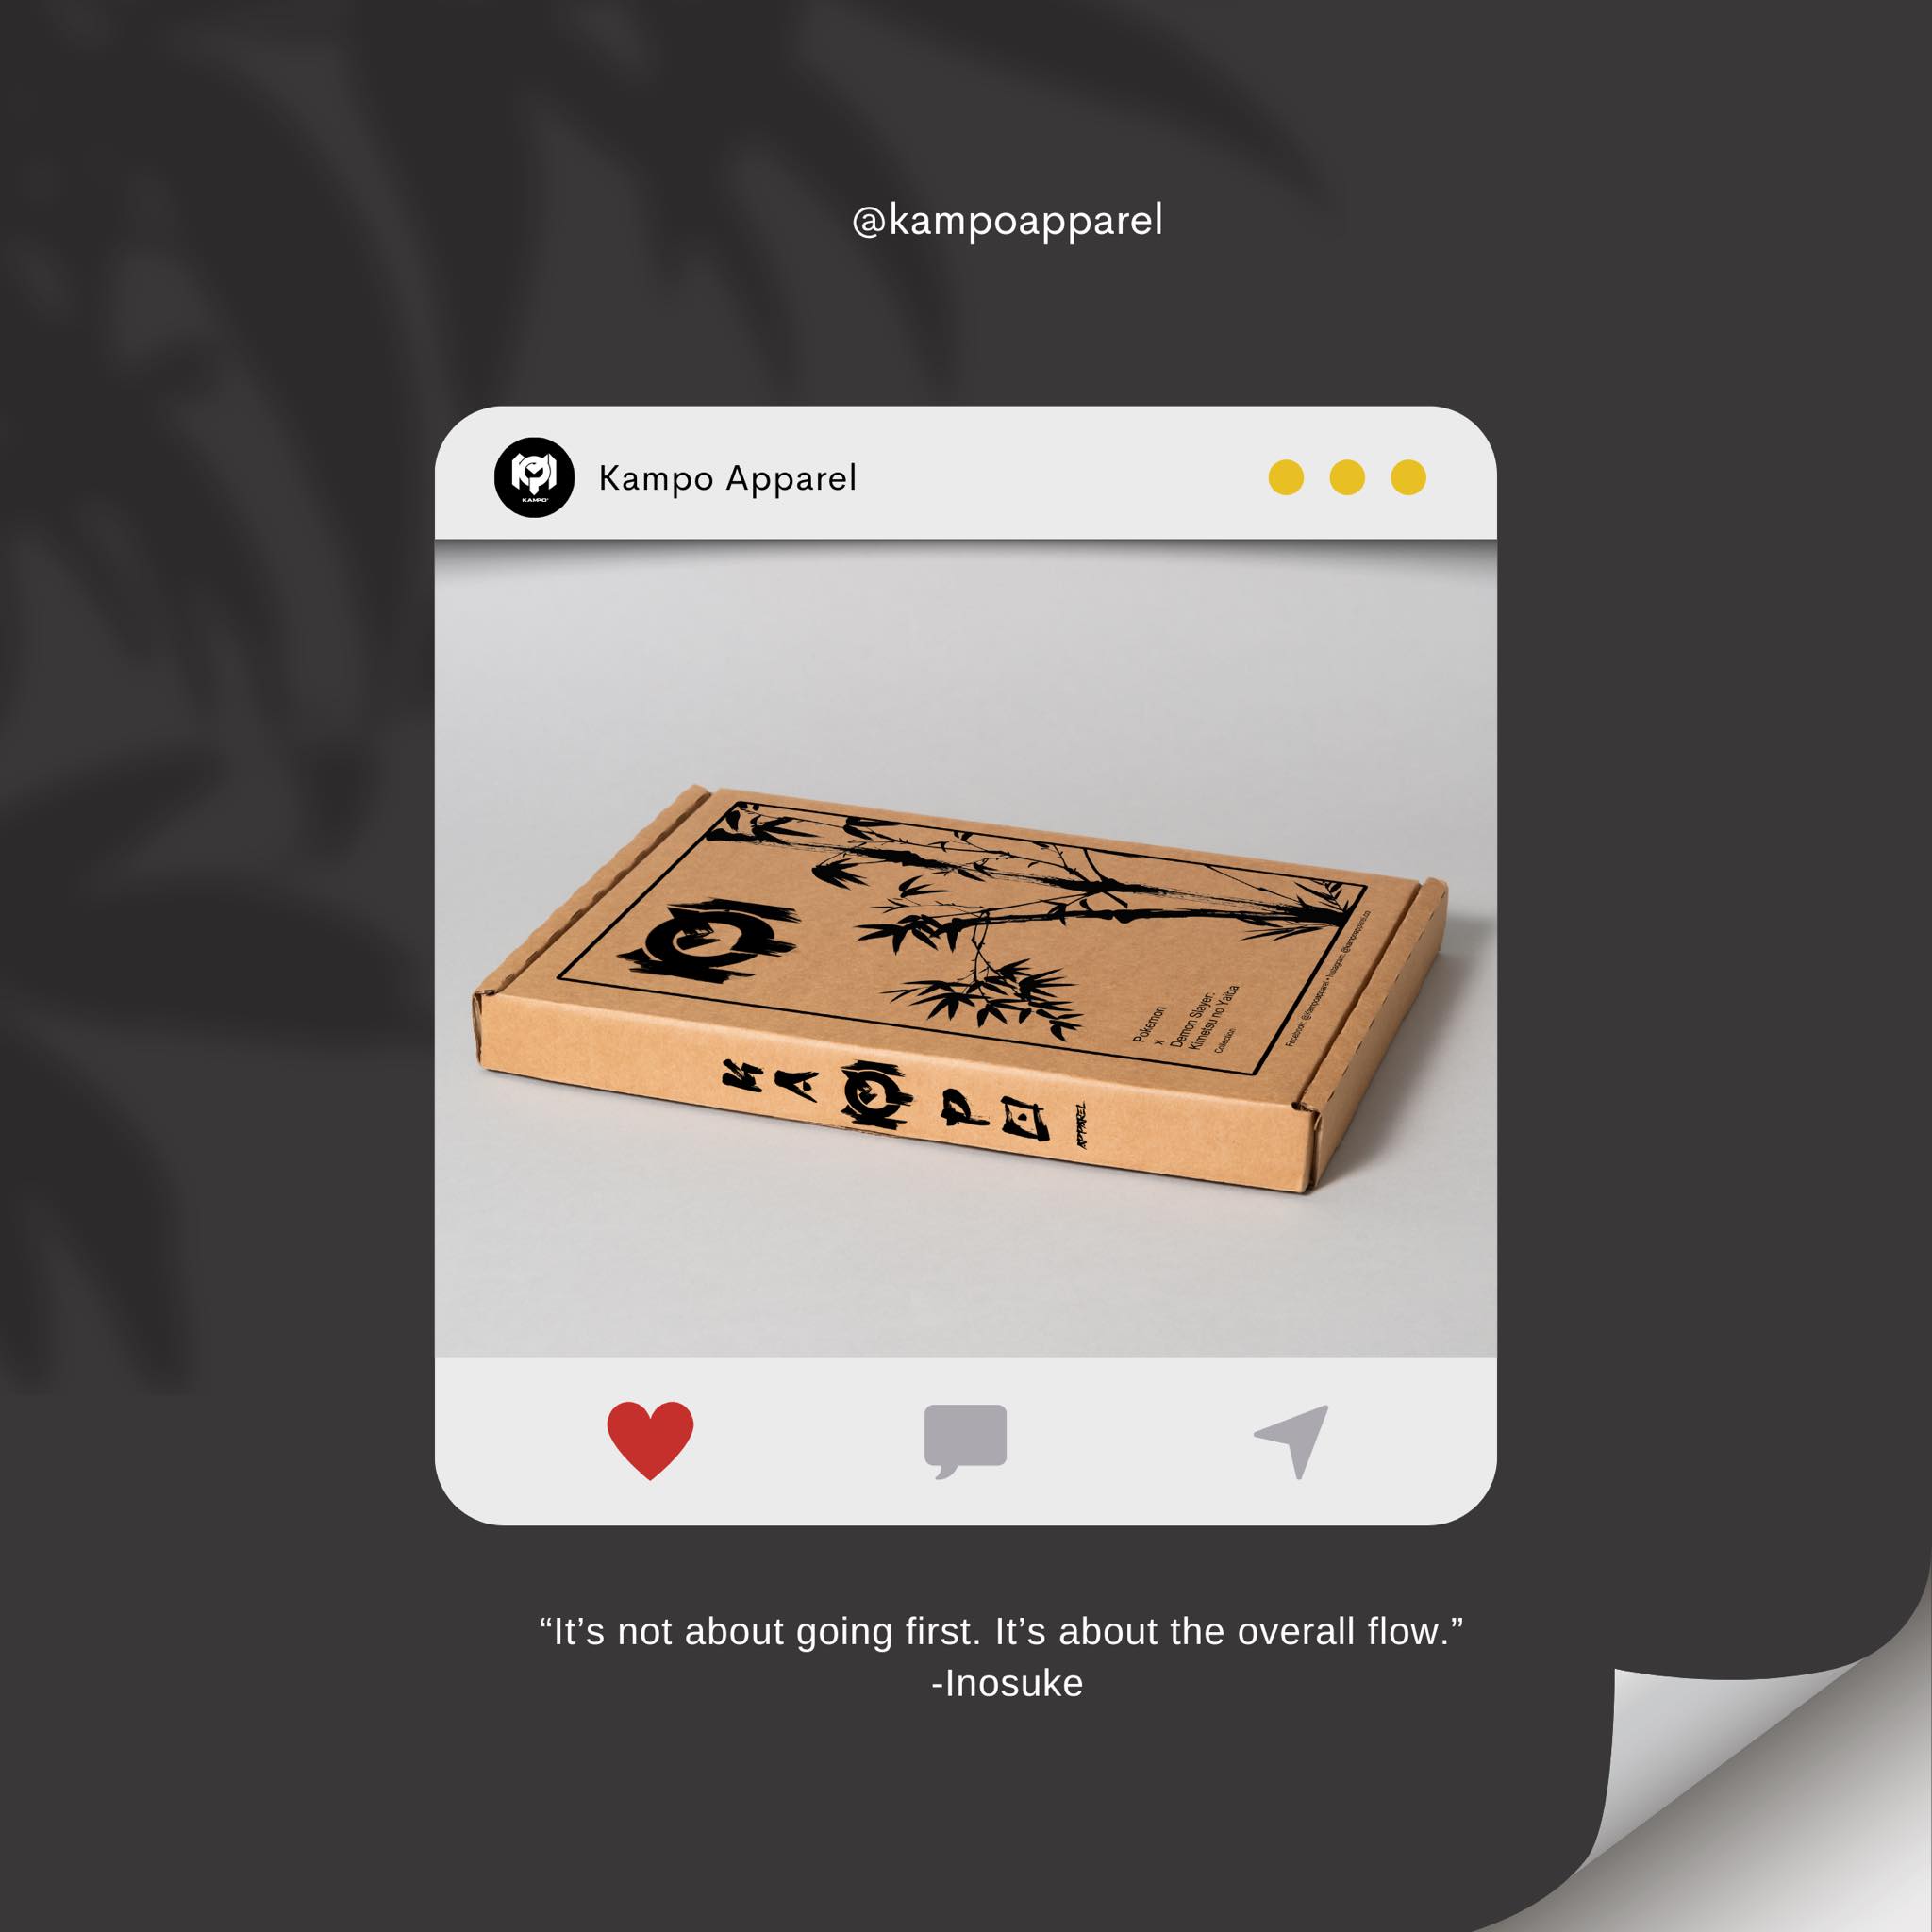 @kampoapparel
KAMPO
Kampo Apparel
Pokemon
x
Demon Slayer:
Kimetsu no Yaiba
Collection
Facebook: @Kampoapparel • Instagram: @kampoapparel.co
KAMPO
APPAREL
“It’s not about going first. It’s about the overall flow.”
-Inosuke